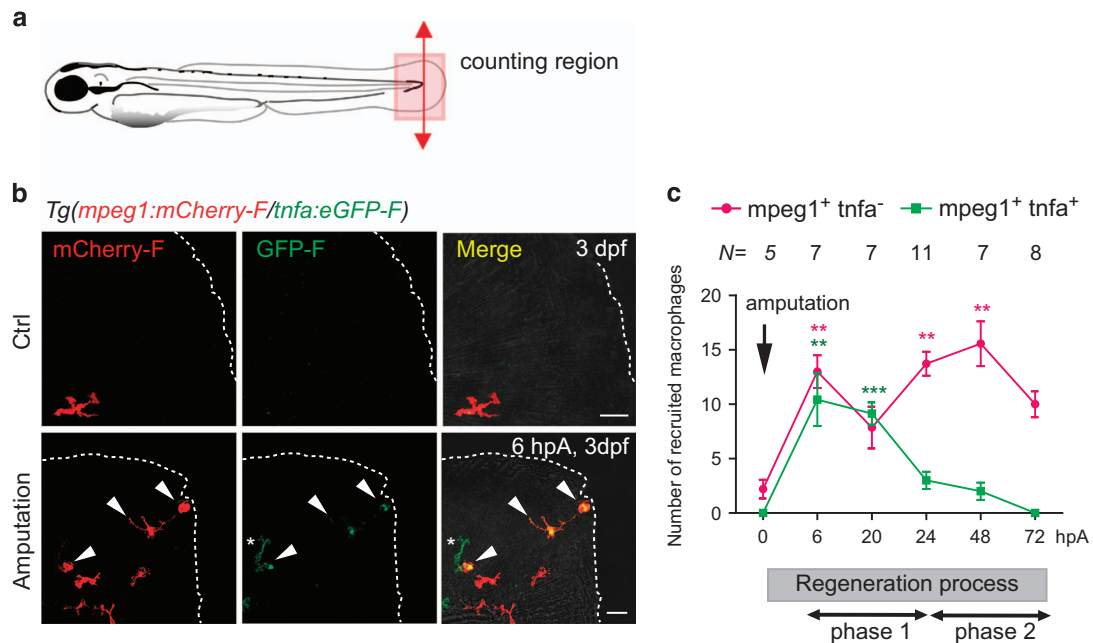 a
counting region
b
Tg(mpeg1:mCherry-F/tnfa:eGFP-F)
mCherry-F
GFP-F
Merge
3 dpf
Ctrl
6 hpA, 3dpf
Amputation
*
*
c
mpeg1⁺ tnfa⁻
mpeg1⁺ tnfa⁺
N= 5 7 7 11 7 8
Number of recruited macrophages
20
15
10
5
0
amputation
**
**
***
**
**
0 6 20 24 48 72 hpA
Regeneration process
phase 1
phase 2